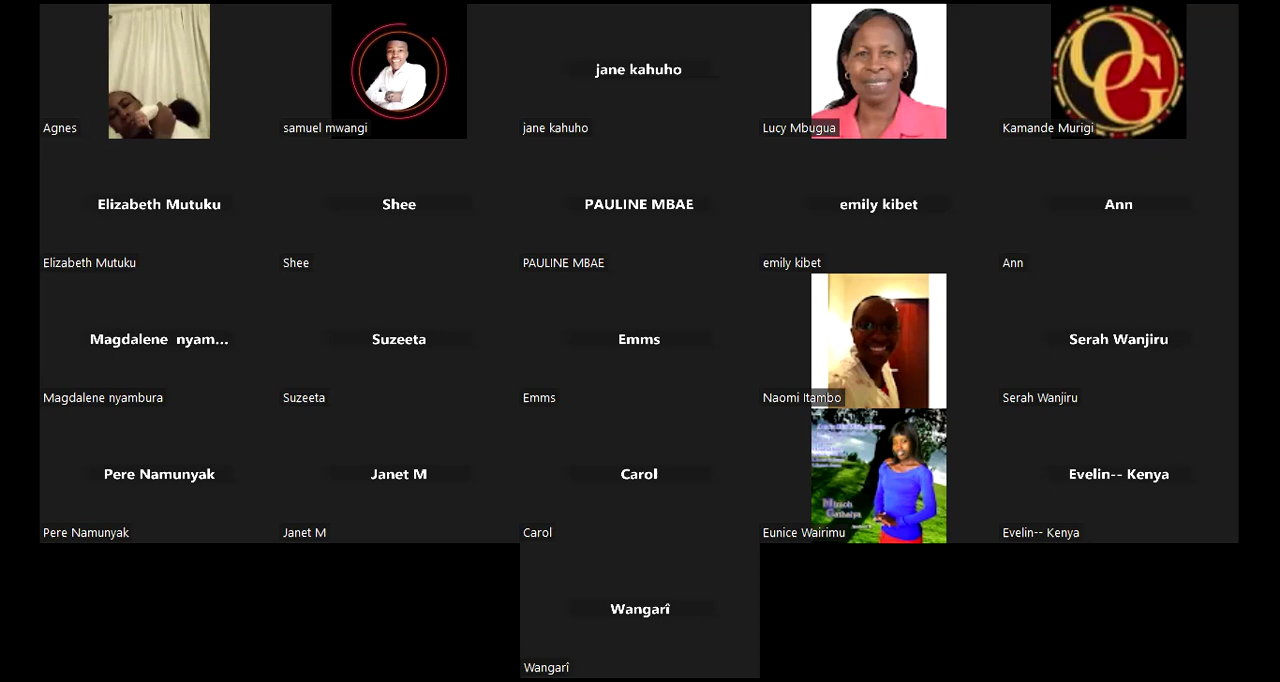 Agnes
samuel mwangi
jane kahuho
jane kahuho
Lucy Mbugua
OG
Kamande Murigi
Elizabeth Mutuku
Elizabeth Mutuku
Shee
Shee
PAULINE MBAE
PAULINE MBAE
emily kibet
emily kibet
Ann
Ann
Magdalene nyam...
Magdalene nyambura
Suzeeta
Suzeeta
Emms
Emms
Naomi Itambo
Serah Wanjiru
Serah Wanjiru
Pere Namunyak
Pere Namunyak
Janet M
Janet M
Carol
Carol
Eunice Wairimu
Evelin-- Kenya
Evelin-- Kenya
Wangarî
Wangarî